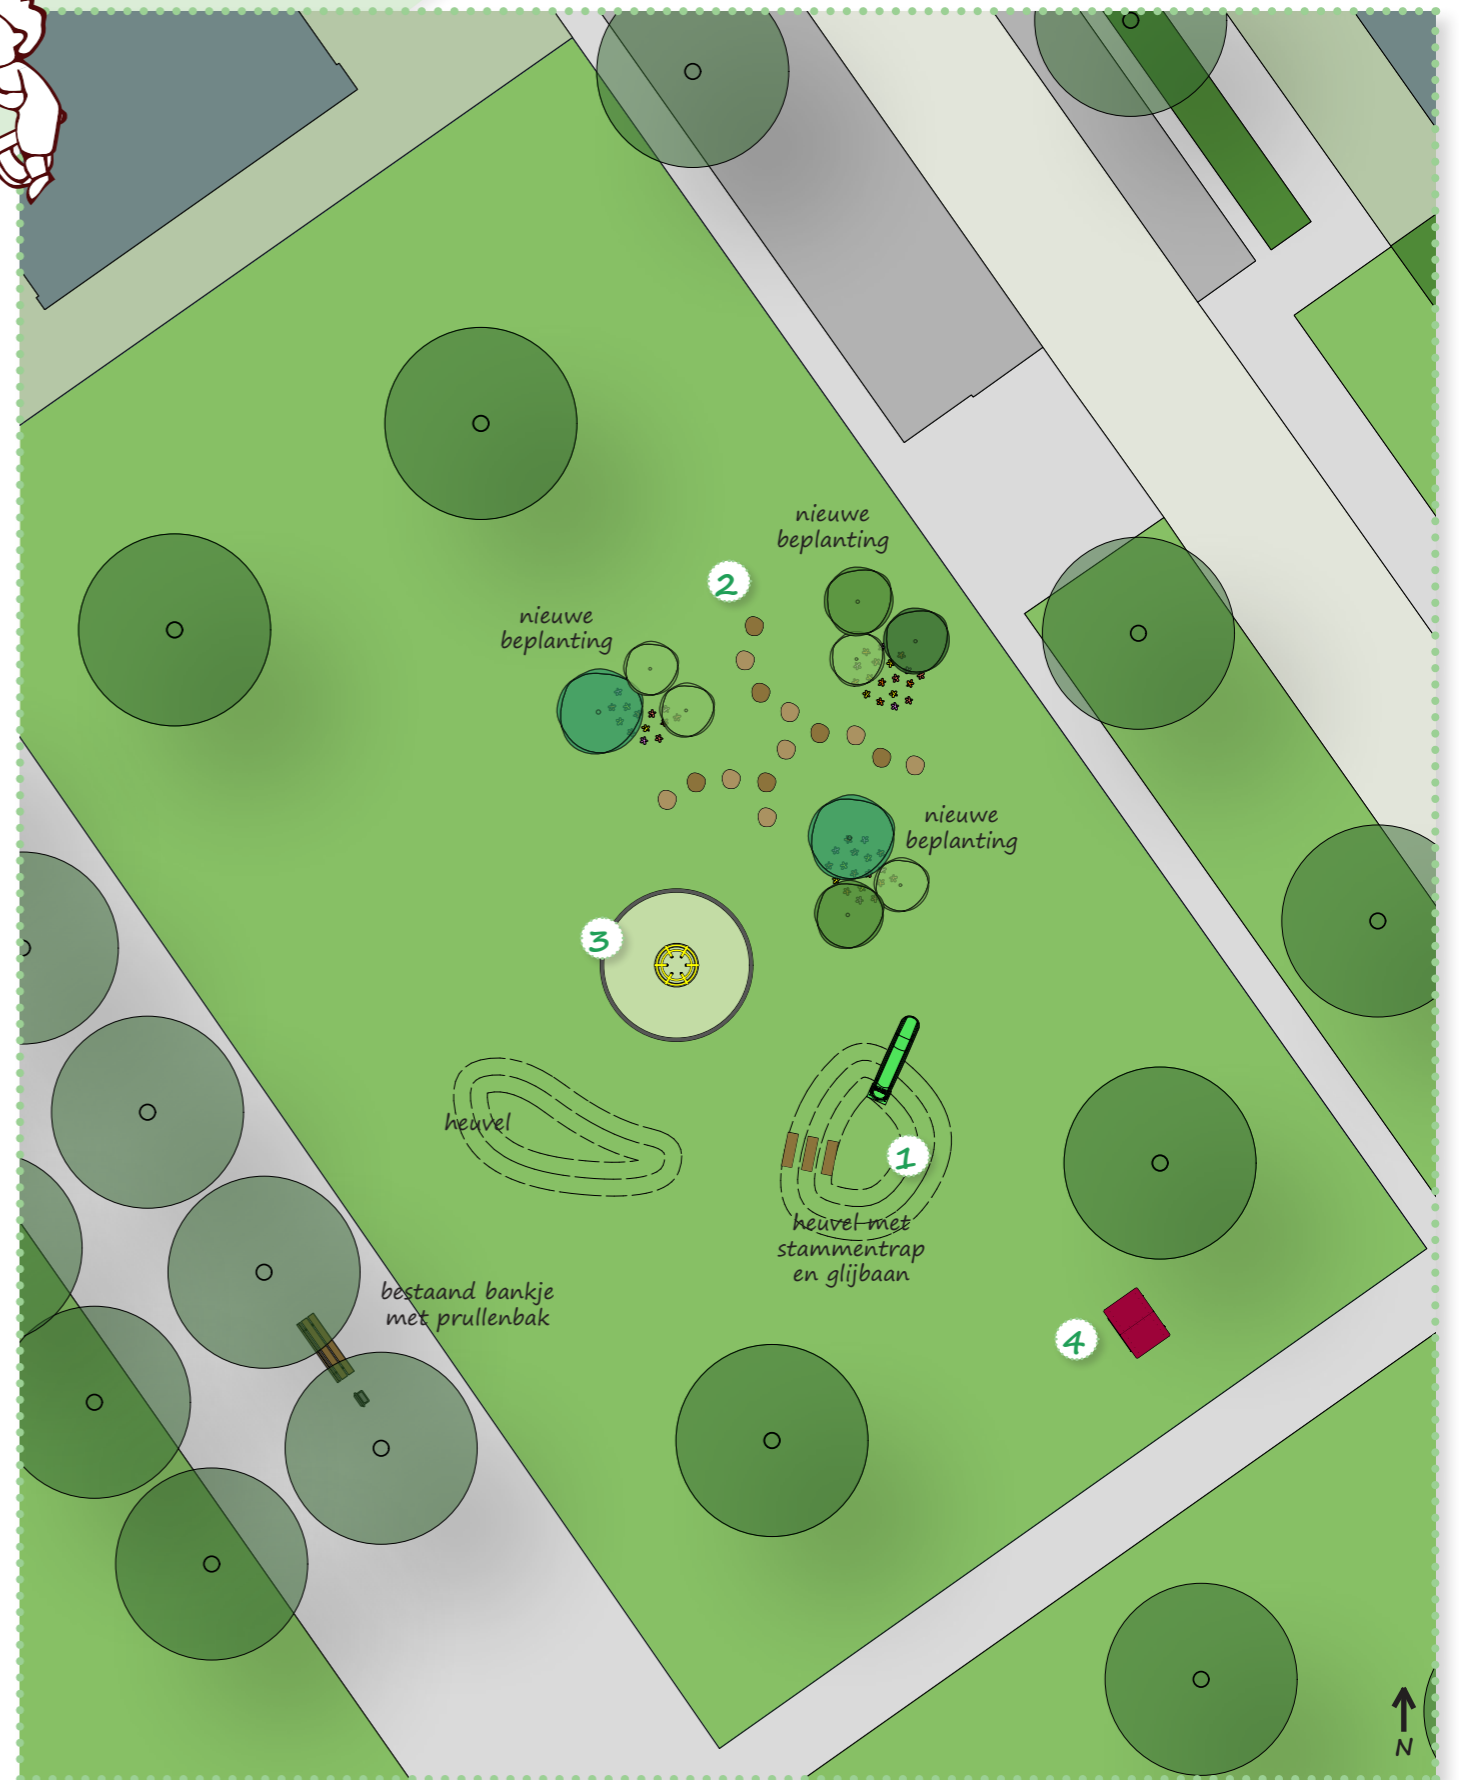 nieuwe
beplanting
2
nieuwe
beplanting
nieuwe
beplanting
3
heuvel
1
heuvel met
stammentrap
en glijbaan
bestaand bankje
met prullenbak
4
N